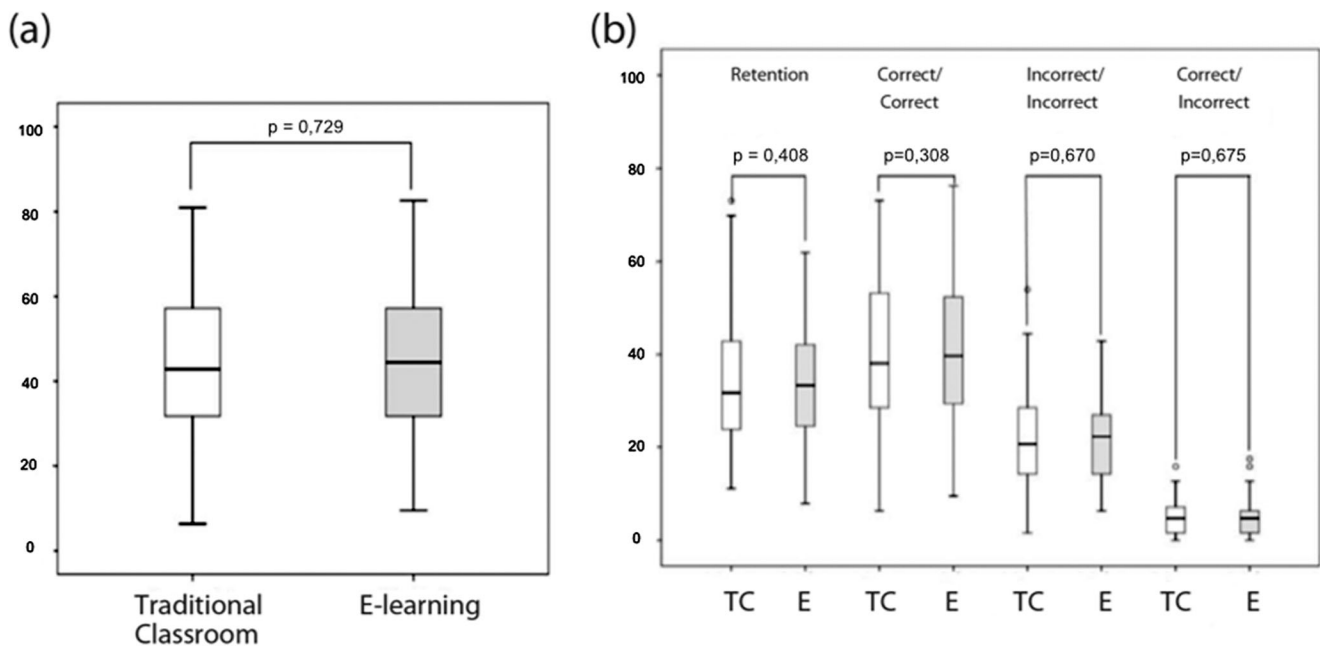 (a)
p = 0,729
100
80
60
40
20
0
Traditional
Classroom
E-learning
(b)
Retention
Correct/
Correct
Incorrect/
Incorrect
Correct/
Incorrect
p = 0,408
p=0,308
p=0,670
p=0,675
100
80
60
40
20
0
TC E TC E TC E TC E